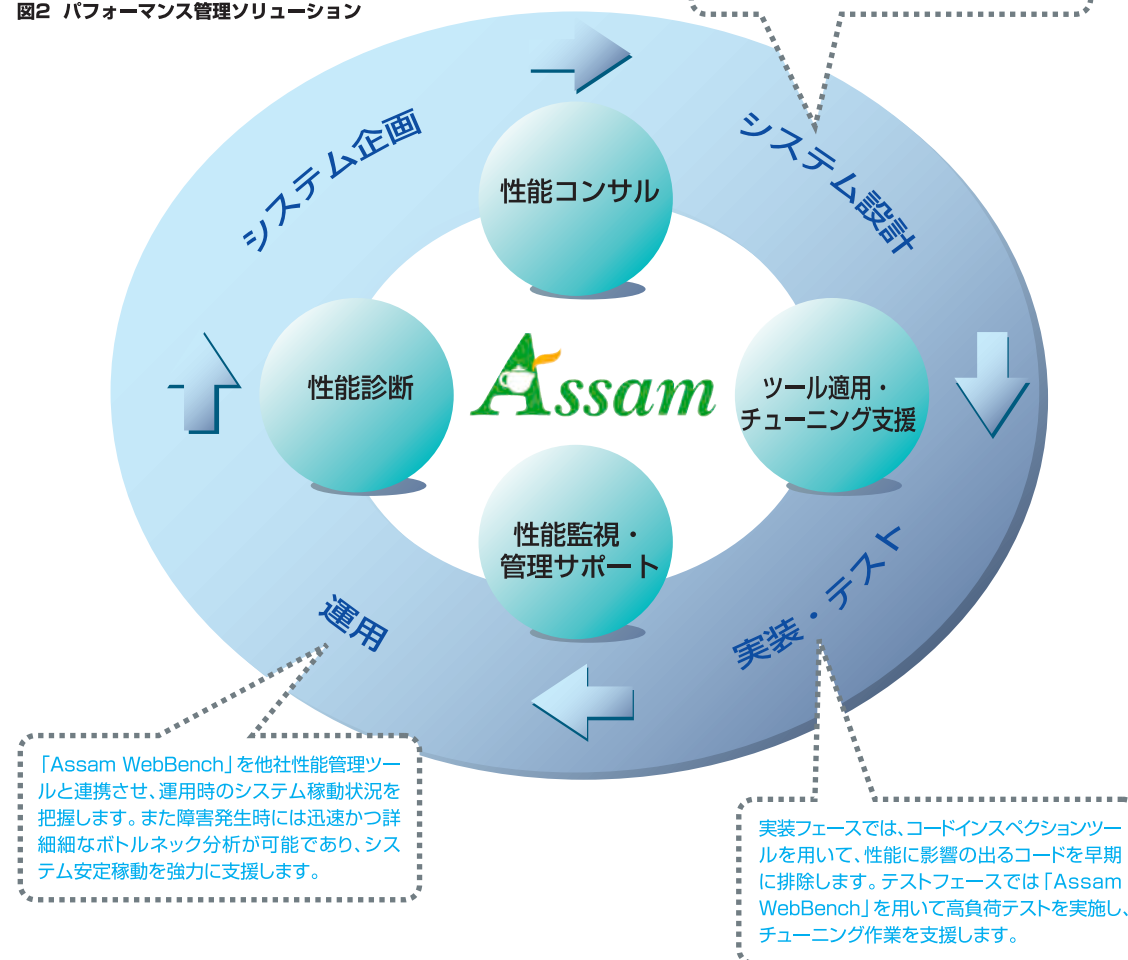 図2 パフォーマンス管理ソリューション
システム企画
システム設計
性能コンサル
性能診断
Assam
ツール適用・
チューニング支援
性能監視・
管理サポート
運用
実装・テスト
「Assam WebBench」を他社性能管理ツー
ルと連携させ、運用時のシステム稼動状況を
把握します。また障害発生時には迅速かつ詳
細細なボトルネック分析が可能であり、シス
テム安定稼動を強力に支援します。
実装フェースでは、コードインスペクションツー
ルを用いて、性能に影響の出るコードを早期
に排除します。テストフェースでは「Assam
WebBench」を用いて高負荷テストを実施し、
チューニング作業を支援します。